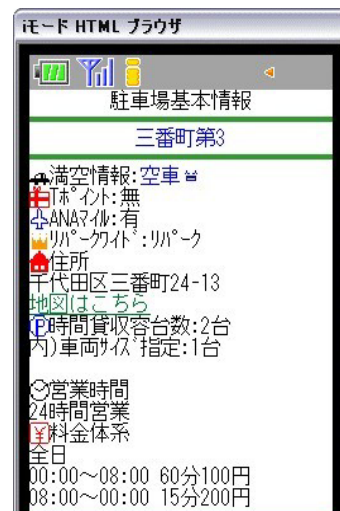 iモード HTML ブラウザ
駐車場基本情報
三番町第3
満空情報:空車
Tﾎﾟｲﾝﾄ:無
ANAﾏｲﾙ:有
ﾘﾊﾟｰｸﾜｲﾄﾞ:ﾘﾊﾟｰｸ
住所
千代田区三番町24-13
地図はこちら
Ⓟ時間貸収容台数:2台
内)車両ｻｲｽﾞ指定:1台
営業時間
24時間営業
¥料金体系
全日
00:00～08:00 60分100円
08:00～00:00 15分200円